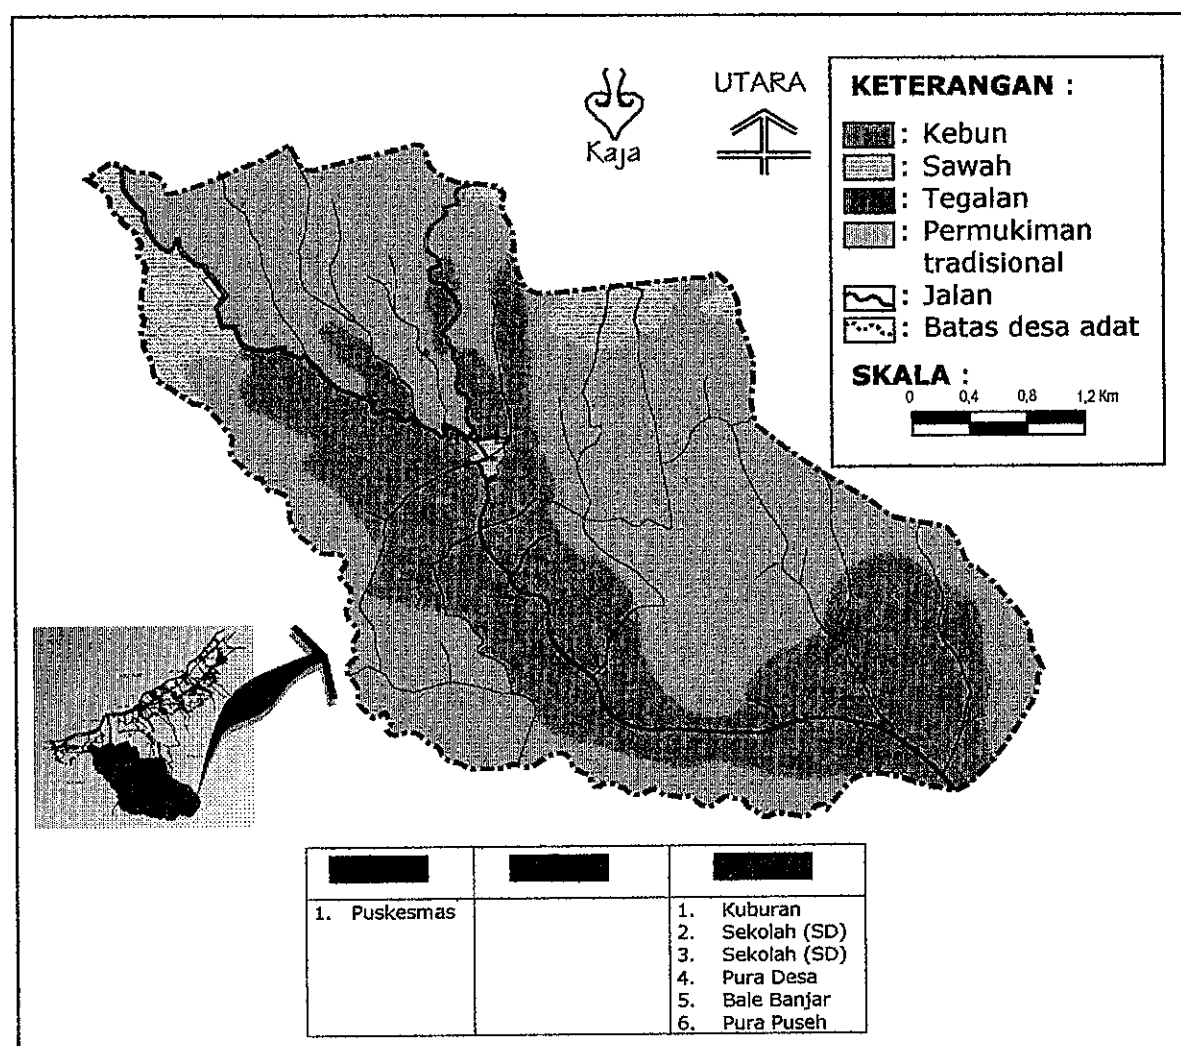 UTARA
Kaja
KETERANGAN :
: Kebun
: Sawah
: Tegalan
: Permukiman
tradisional
: Jalan
: Batas desa adat
SKALA :
0 0,4 0,8 1,2 Km
1. Puskesmas
1. Kuburan
2. Sekolah (SD)
3. Sekolah (SD)
4. Pura Desa
5. Bale Banjar
6. Pura Puseh